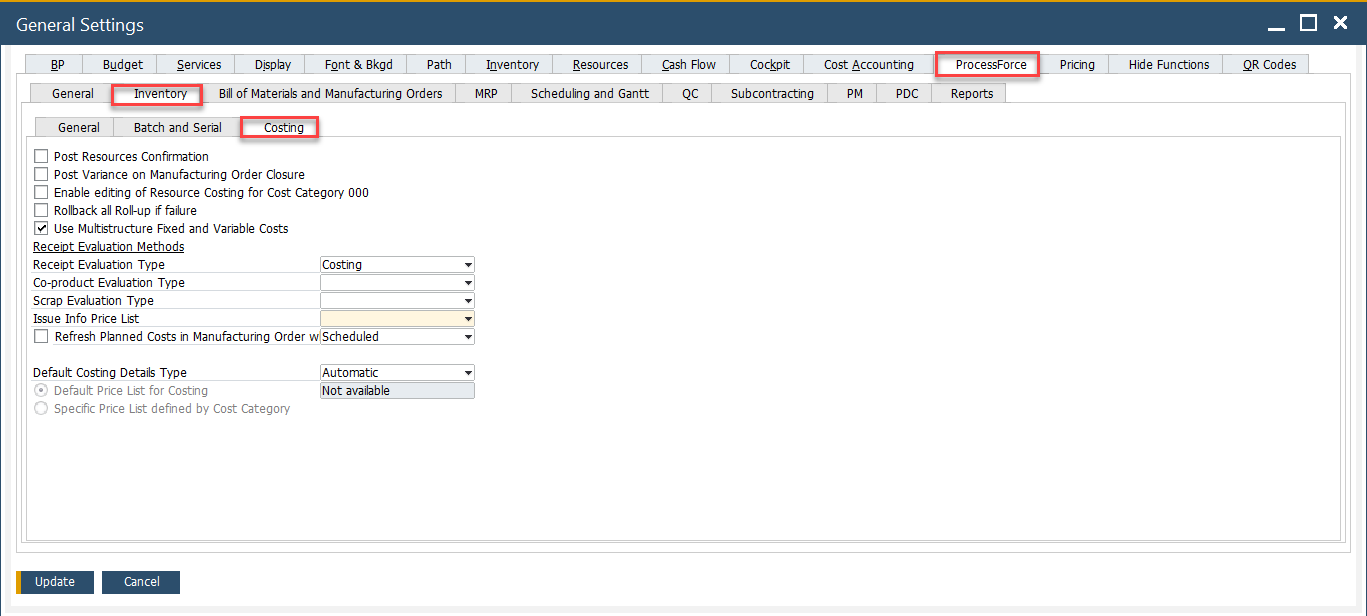 General Settings
BP Budget Services Display Font & Bkgd Path Inventory Resources Cash Flow Cockpit Cost Accounting ProcessForce Pricing Hide Functions QR Codes
General Inventory Bill of Materials and Manufacturing Orders MRP Scheduling and Gantt QC Subcontracting PM PDC Reports
General Batch and Serial Costing
Post Resources Confirmation
Post Variance on Manufacturing Order Closure
Enable editing of Resource Costing for Cost Category 000
Rollback all Roll-up if failure
Use Multistructure Fixed and Variable Costs
Receipt Evaluation Methods
Receipt Evaluation Type Costing
Co-product Evaluation Type
Scrap Evaluation Type
Issue Info Price List
Refresh Planned Costs in Manufacturing Order w Scheduled
Default Costing Details Type Automatic
Default Price List for Costing Not available
Specific Price List defined by Cost Category
Update Cancel